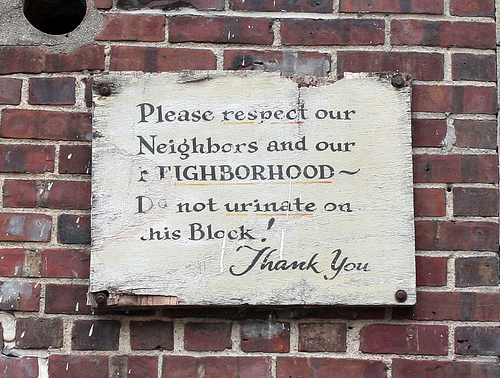 Please respect our
Neighbors and our
NEIGHBORHOOD~
Do not urinate on
this Block!
Thank You